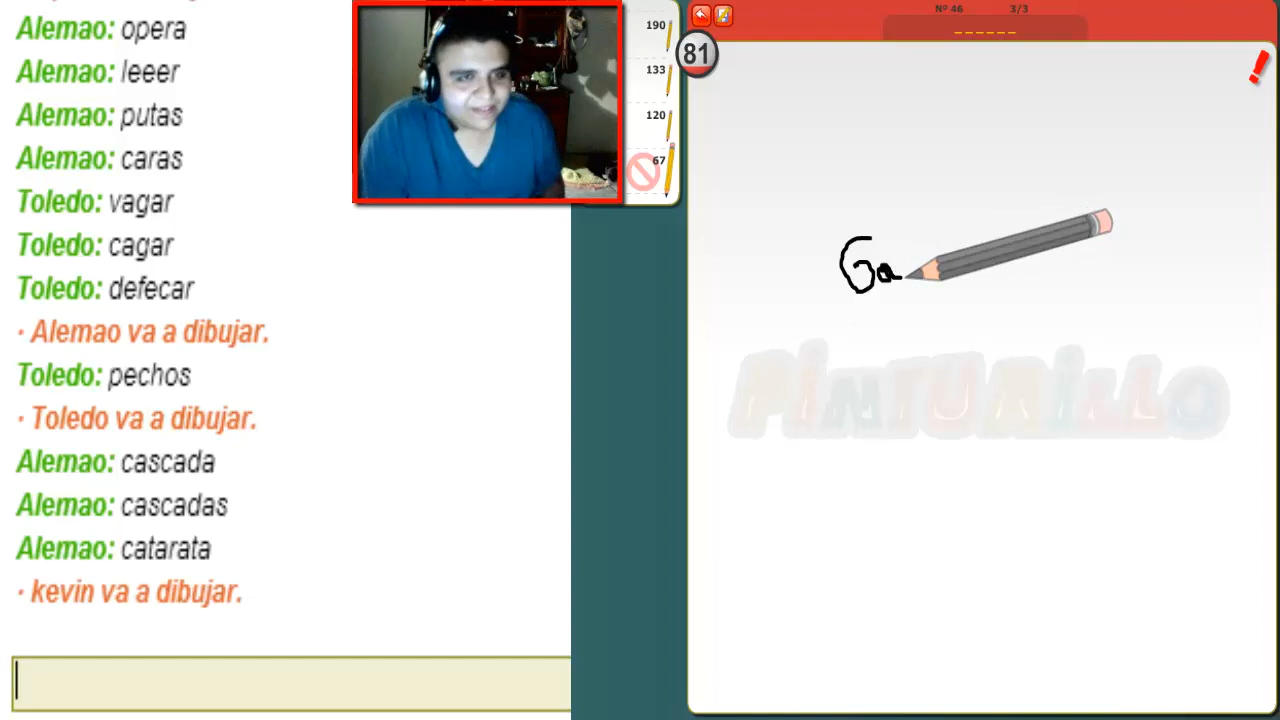 Alemao: opera
Alemao: leeer
Alemao: putas
Alemao: caras
Toledo: vagar
Toledo: cagar
Toledo: defecar
· Alemao va a dibujar.
Toledo: pechos
· Toledo va a dibujar.
Alemao: cascada
Alemao: cascadas
Alemao: catarata
· kevin va a dibujar.
190
133
120
67
81
Nº 46 3/3
_ _ _ _ _ _
!
Ga
PINTURILLO